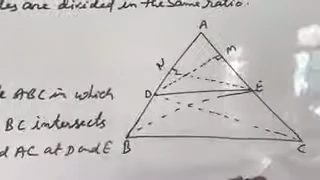 les are divided in the same ratio.
A
M
N
e ABC in which
D
E
BC intersects
d AC at D and E
B
C